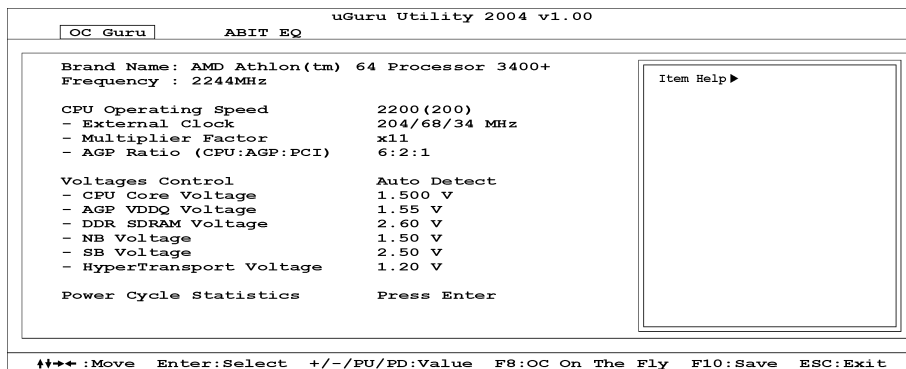 uGuru Utility 2004 v1.00
OC Guru ABIT EQ
Brand Name: AMD Athlon(tm) 64 Processor 3400+
Frequency : 2244MHz
Item Help▶
CPU Operating Speed 2200(200)
- External Clock 204/68/34 MHz
- Multiplier Factor x11
- AGP Ratio (CPU:AGP:PCI) 6:2:1
Voltages Control Auto Detect
- CPU Core Voltage 1.500 V
- AGP VDDQ Voltage 1.55 V
- DDR SDRAM Voltage 2.60 V
- NB Voltage 1.50 V
- SB Voltage 2.50 V
- HyperTransport Voltage 1.20 V
Power Cycle Statistics Press Enter
↑↓→←:Move Enter:Select +/-/PU/PD:Value F8:OC On The Fly F10:Save ESC:Exit